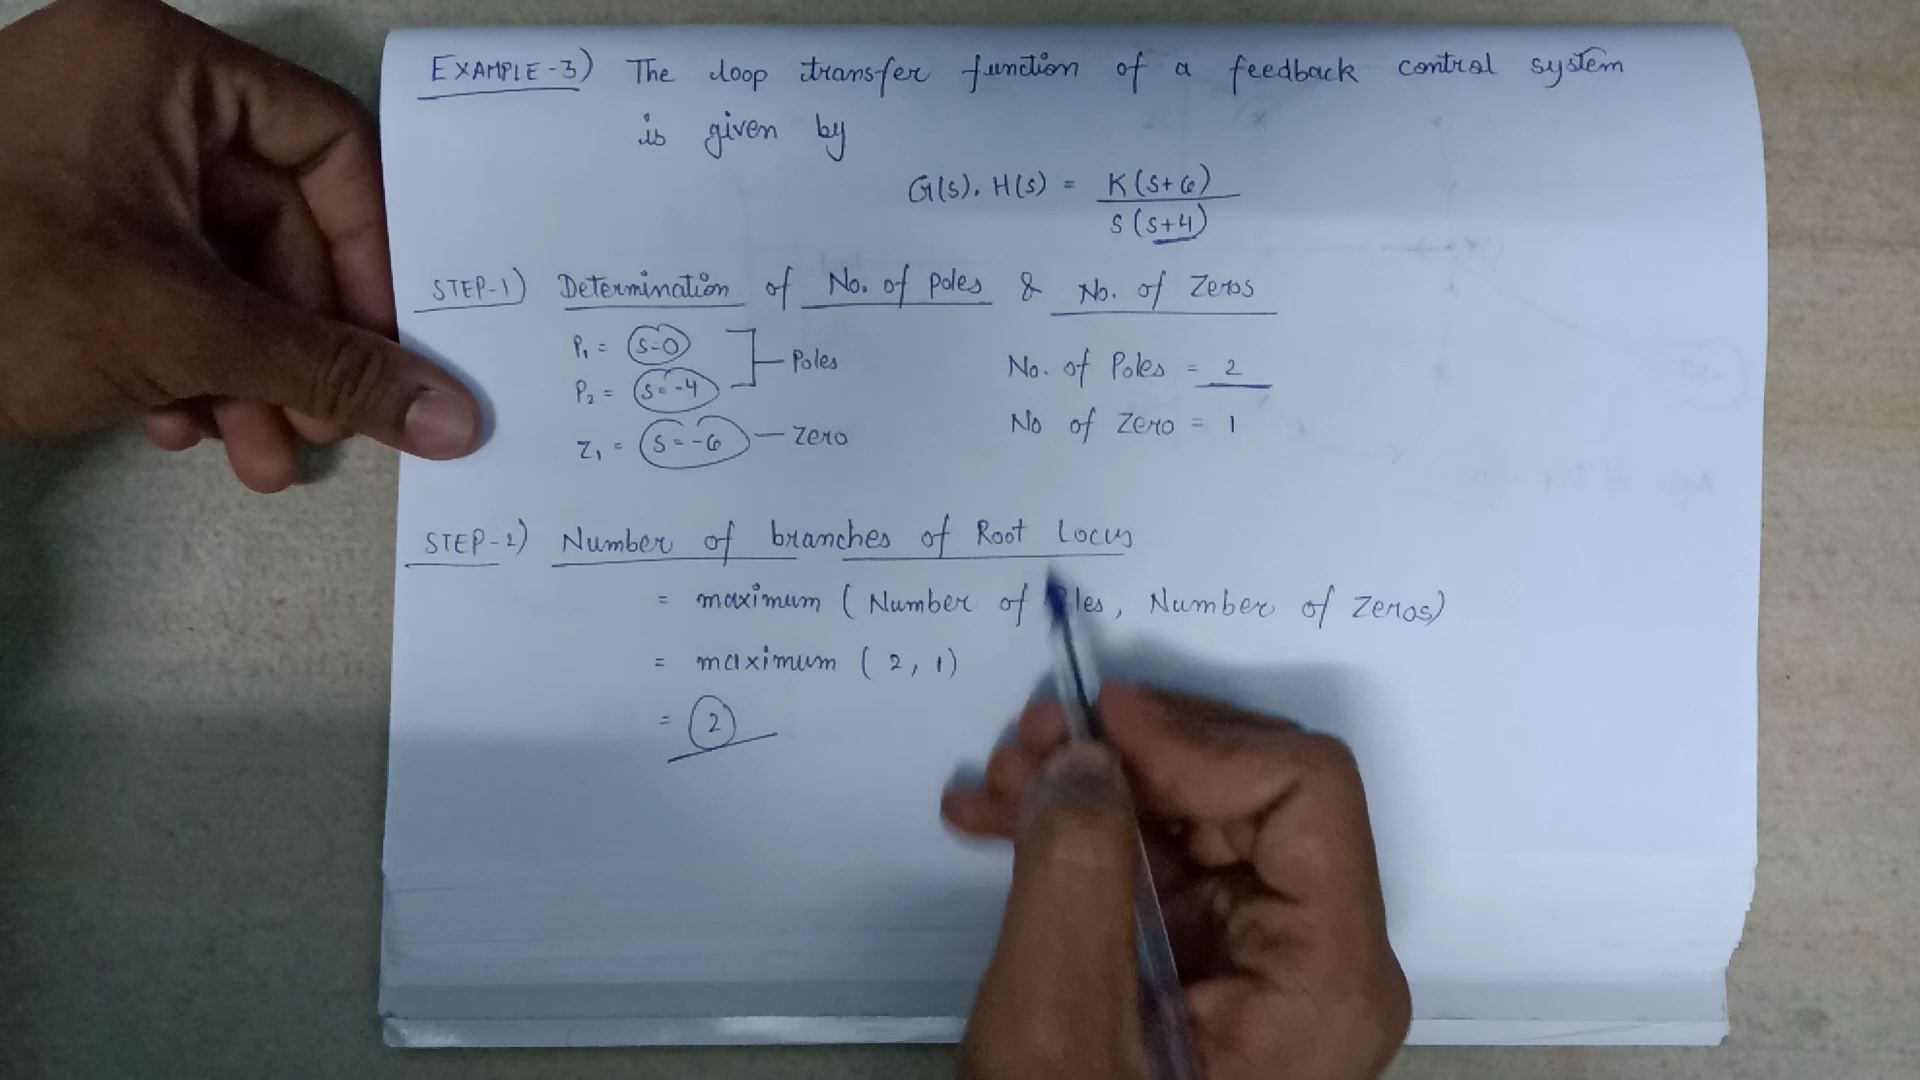 EXAMPLE-3) The loop transfer function of a feedback control system
is given by
G(s). H(s) = K(s+6)
s(s+4)
STEP-1) Determination of No. of poles & No. of Zeros
P₁ = s=0
P₂ = s=-4
Poles
Z₁ = s=-6 — Zero
No. of Poles = 2
No of Zero = 1
STEP-2) Number of branches of Root Locus
= maximum ( Number of , Number of Zeros)
= maximum ( 2, 1)
= 2